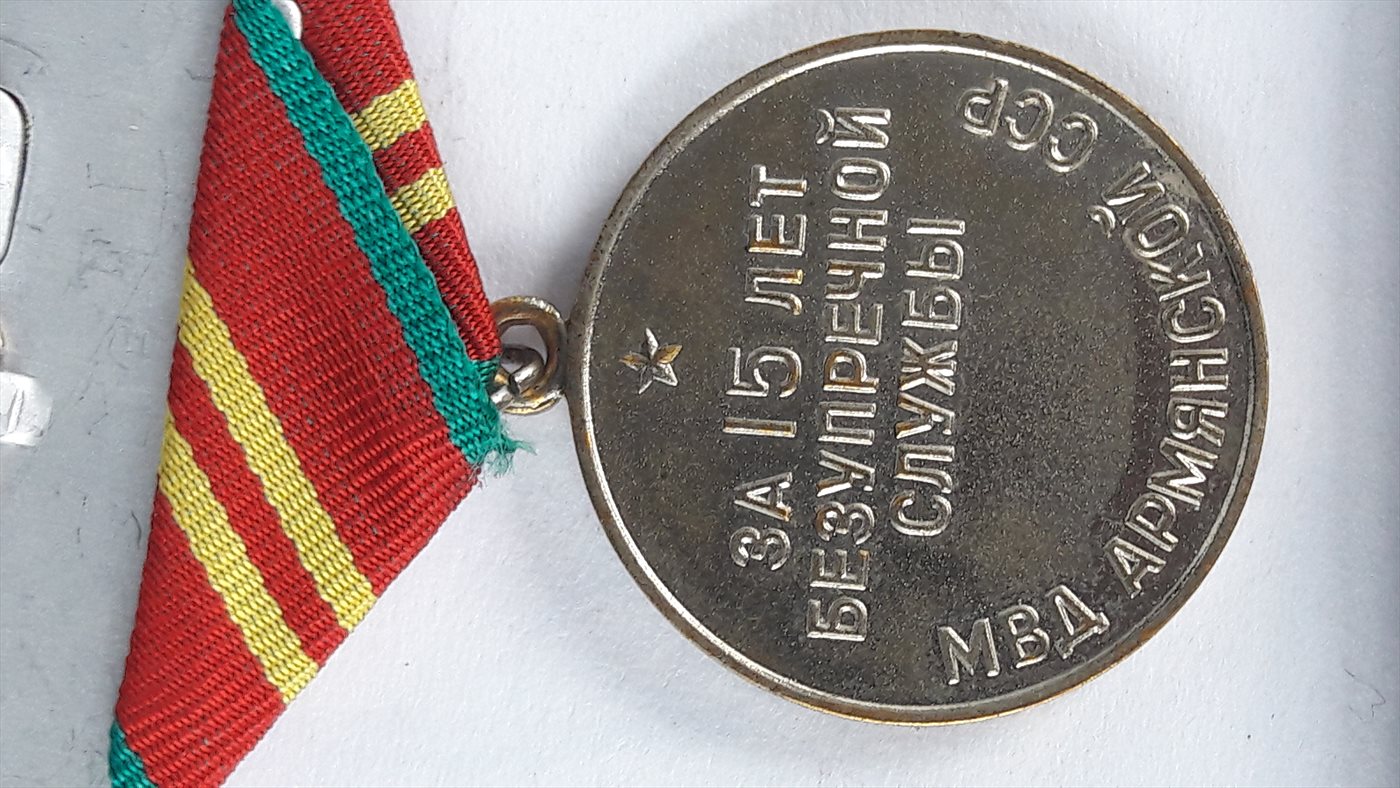 ЗА 15 ЛЕТ
БЕЗУПРЕЧНОЙ
СЛУЖБЫ
МВД АРМЯНСКОЙ ССР